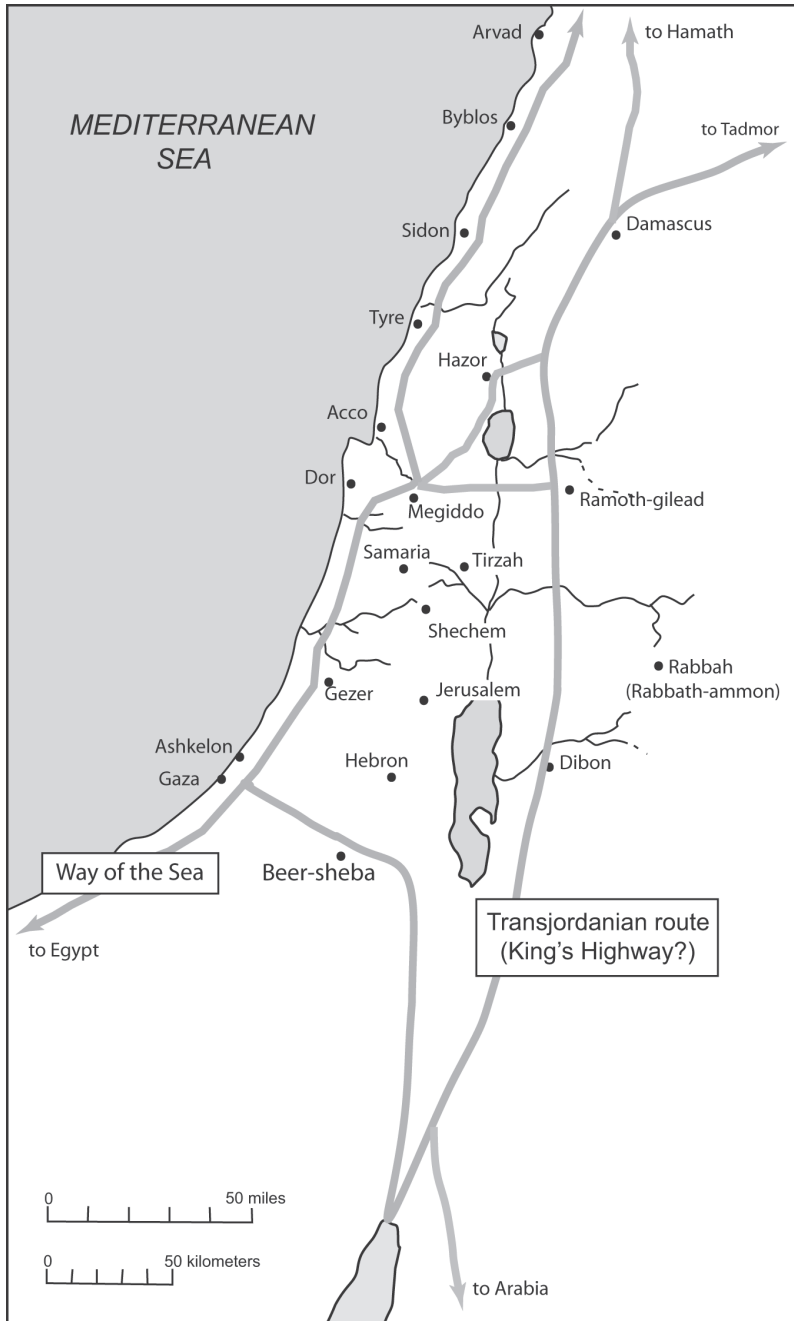 Arvad
to Hamath
MEDITERRANEAN
SEA
Byblos
to Tadmor
Sidon
Damascus
Tyre
Hazor
Acco
Dor
Megiddo
Ramoth-gilead
Samaria
Tirzah
Shechem
Rabbah
(Rabbath-ammon)
Gezer
Jerusalem
Ashkelon
Gaza
Hebron
Dibon
Way of the Sea
Beer-sheba
to Egypt
Transjordanian route
(King's Highway?)
0 50 miles
0 50 kilometers
to Arabia